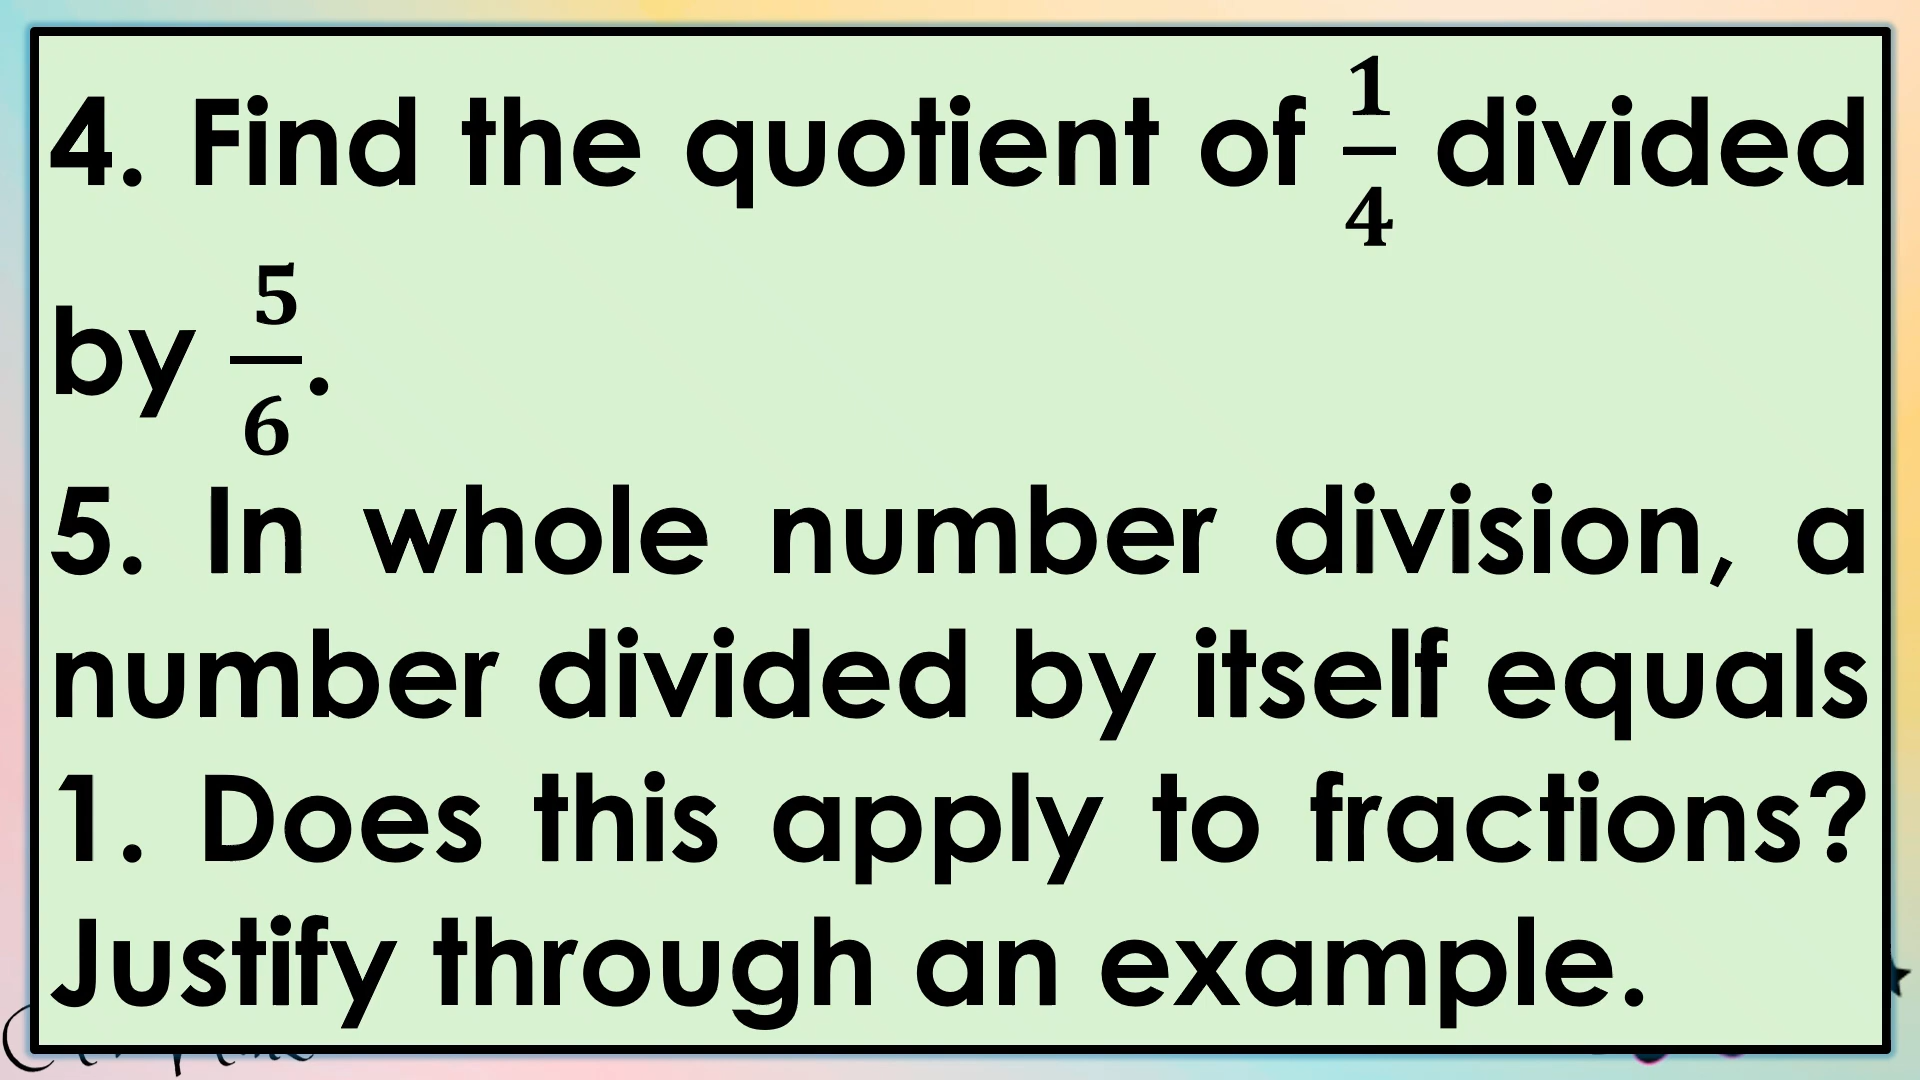 4. Find the quotient of 1/4 divided
by 5/6.
5. In whole number division, a
number divided by itself equals
1. Does this apply to fractions?
Justify through an example.